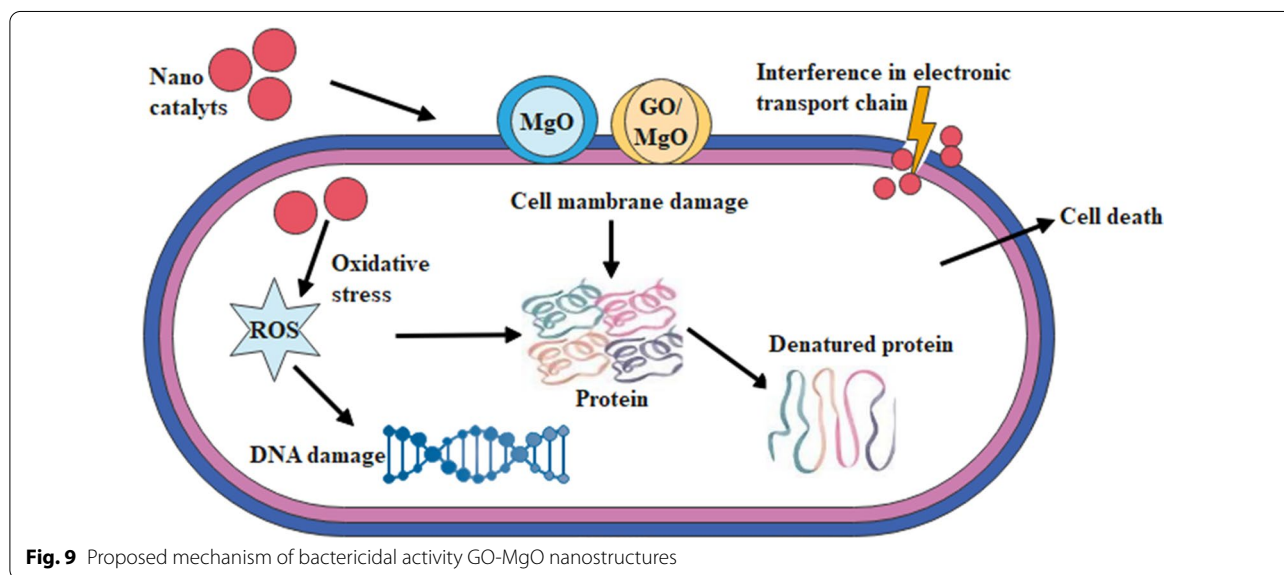 Nano
catalyts
MgO
GO/
MgO
Interference in electronic
transport chain
Cell mambrane damage
Cell death
Oxidative
stress
ROS
Protein
Denatured protein
DNA damage
Fig. 9 Proposed mechanism of bactericidal activity GO-MgO nanostructures